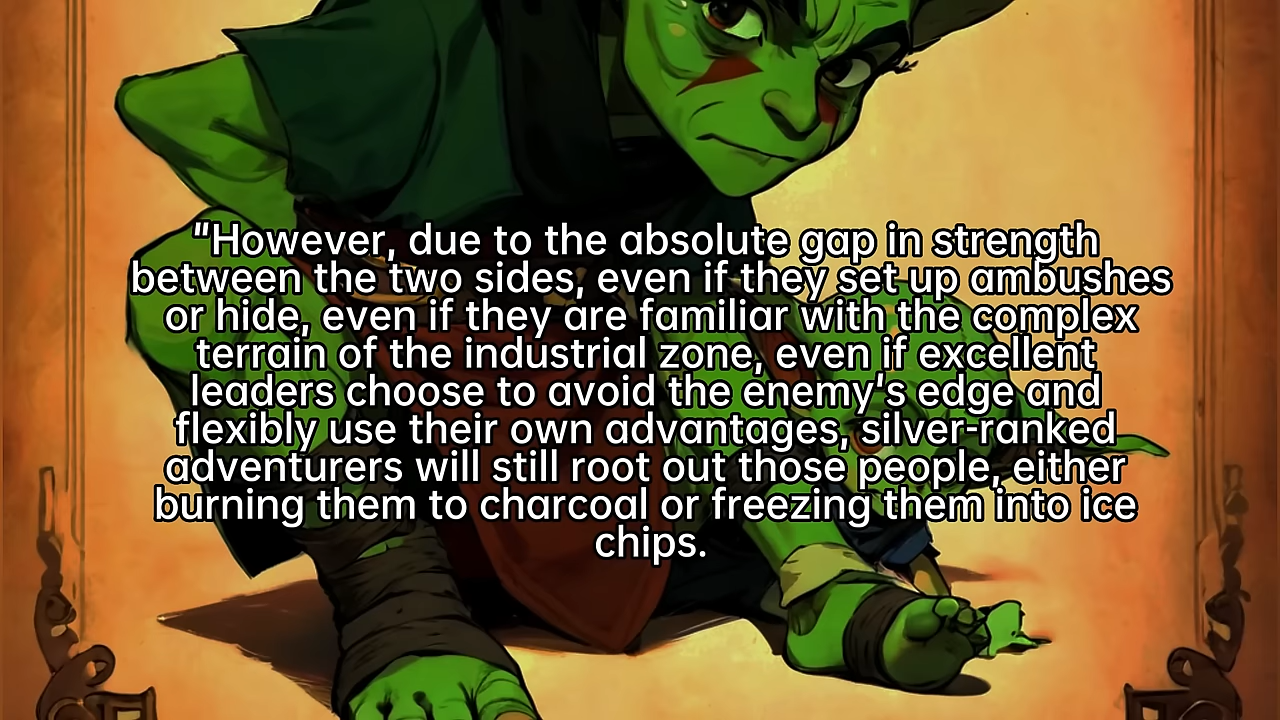 "However, due to the absolute gap in strength
between the two sides, even if they set up ambushes
or hide, even if they are familiar with the complex
terrain of the industrial zone, even if excellent
leaders choose to avoid the enemy's edge and
flexibly use their own advantages, silver-ranked
adventurers will still root out those people, either
burning them to charcoal or freezing them into ice
chips.